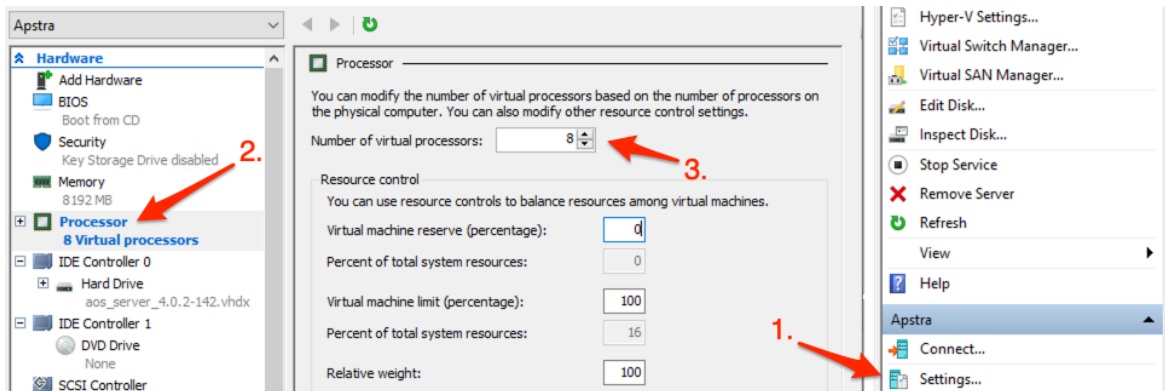 Apstra
Hardware
Add Hardware
BIOS
Boot from CD
Security
Key Storage Drive disabled
2.
Memory
8192 MB
Processor
8 Virtual processors
IDE Controller 0
Hard Drive
aos_server_4.0.2-142.vhdx
IDE Controller 1
DVD Drive
None
SCSI Controller
Processor
You can modify the number of virtual processors based on the number of processors on
the physical computer. You can also modify other resource control settings.
Number of virtual processors: 8
3.
Resource control
You can use resource controls to balance resources among virtual machines.
Virtual machine reserve (percentage): 0
Percent of total system resources: 0
Virtual machine limit (percentage): 100
Percent of total system resources: 16
Relative weight: 100
Hyper-V Settings...
Virtual Switch Manager...
Virtual SAN Manager...
Edit Disk...
Inspect Disk...
Stop Service
Remove Server
Refresh
View
Help
Apstra
1.
Connect...
Settings...